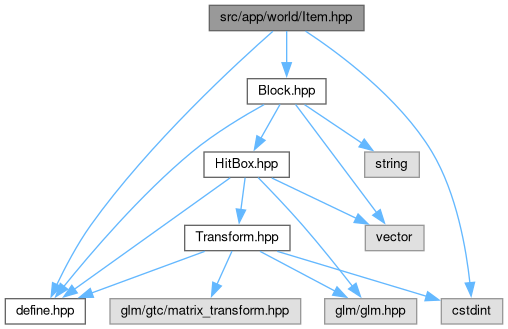 src/app/world/Item.hpp
Block.hpp
HitBox.hpp
string
Transform.hpp
vector
define.hpp
glm/gtc/matrix_transform.hpp
glm/glm.hpp
cstdint